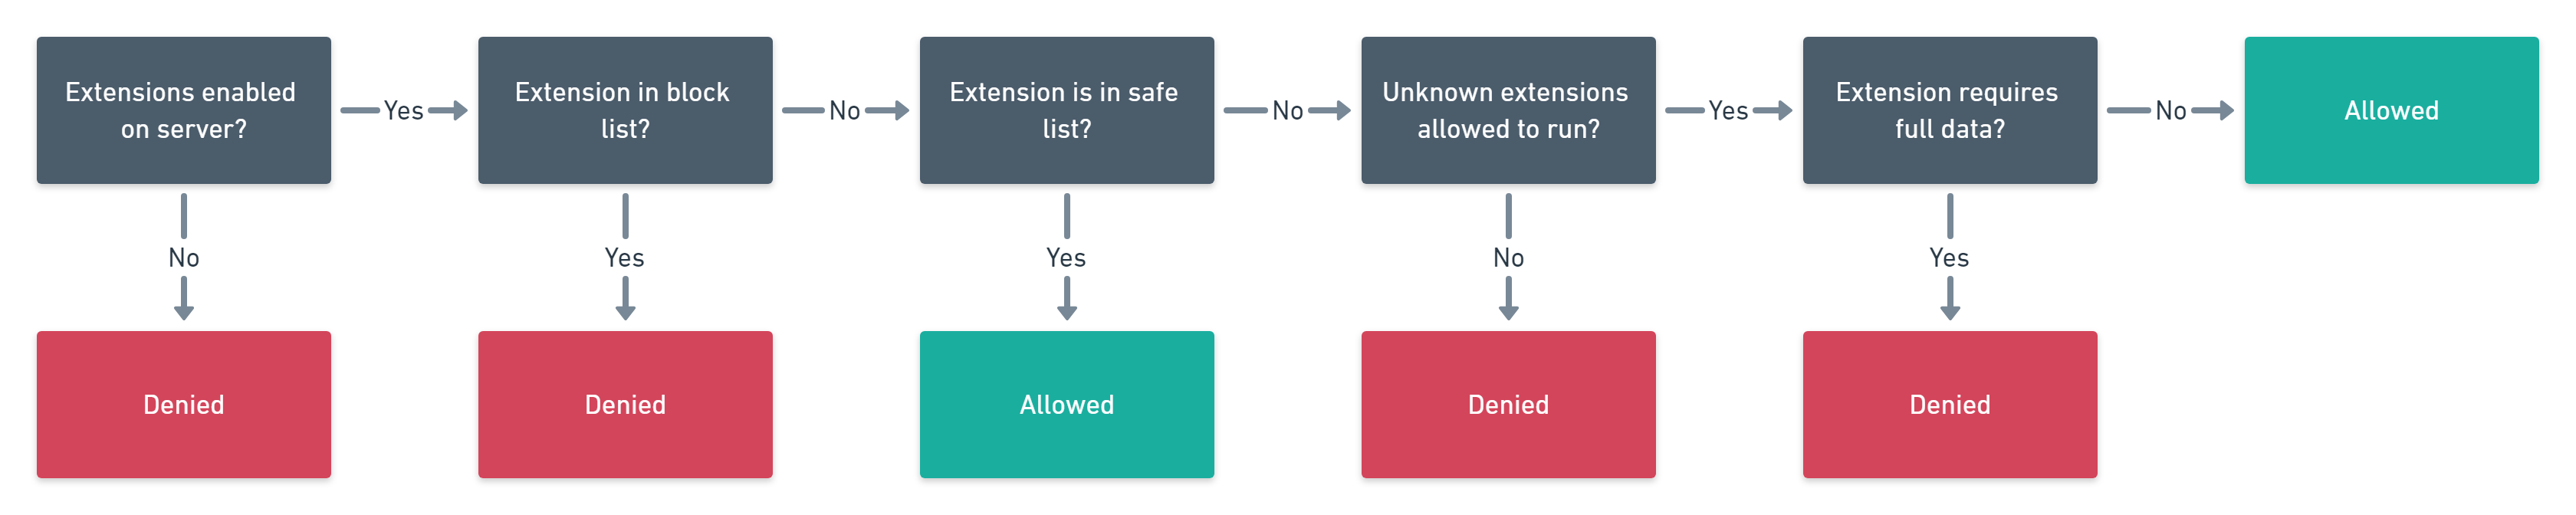 Extensions enabled
on server?
Yes
Extension in block
list?
No
Extension is in safe
list?
No
Unknown extensions
allowed to run?
Yes
Extension requires
full data?
No
Allowed
No
Yes
Yes
No
Yes
Denied
Denied
Allowed
Denied
Denied